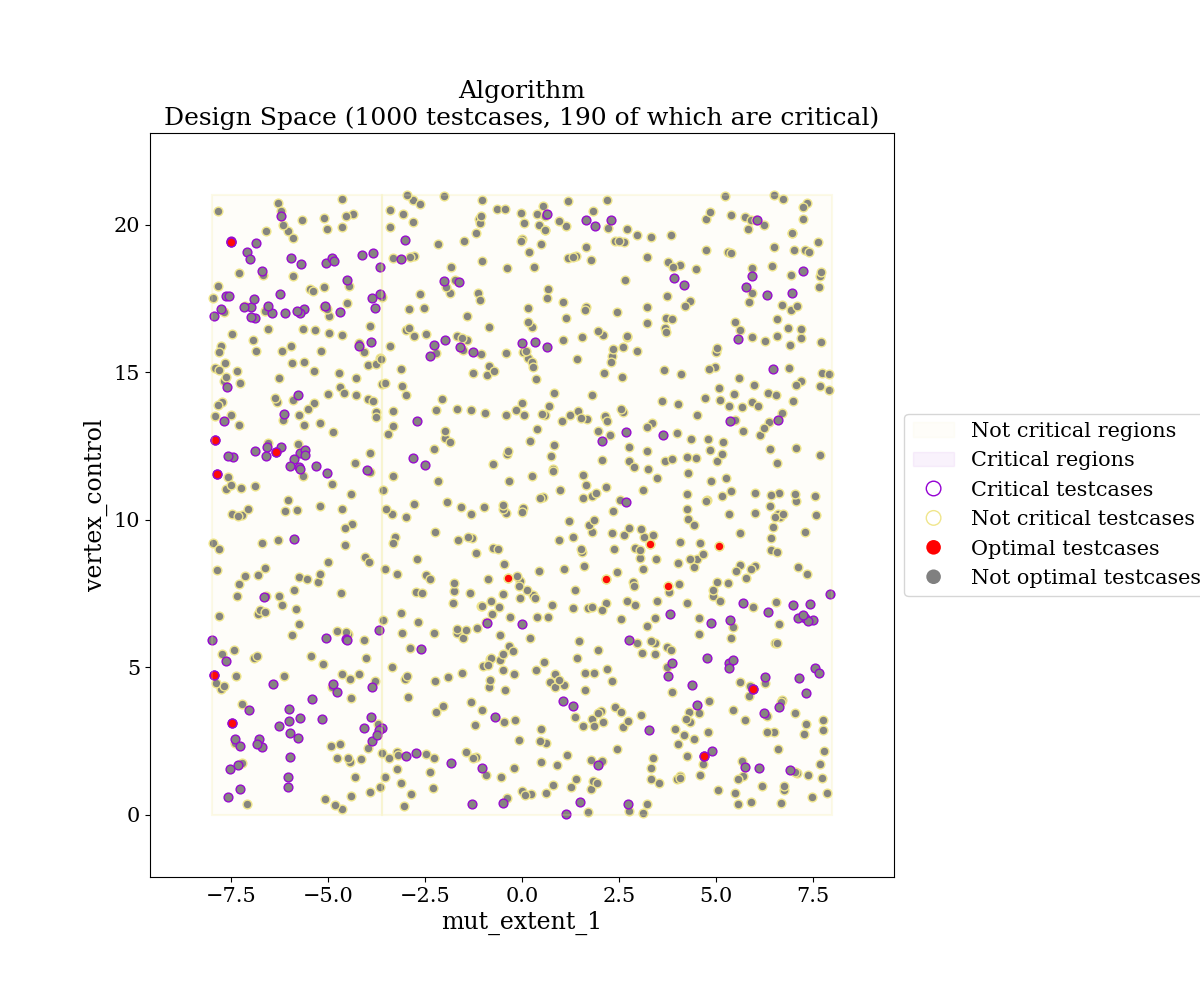 Algorithm
Design Space (1000 testcases, 190 of which are critical)
20
15
10
5
0
vertex_control
−7.5 −5.0 −2.5 0.0 2.5 5.0 7.5
mut_extent_1
Not critical regions
Critical regions
Critical testcases
Not critical testcases
Optimal testcases
Not optimal testcases